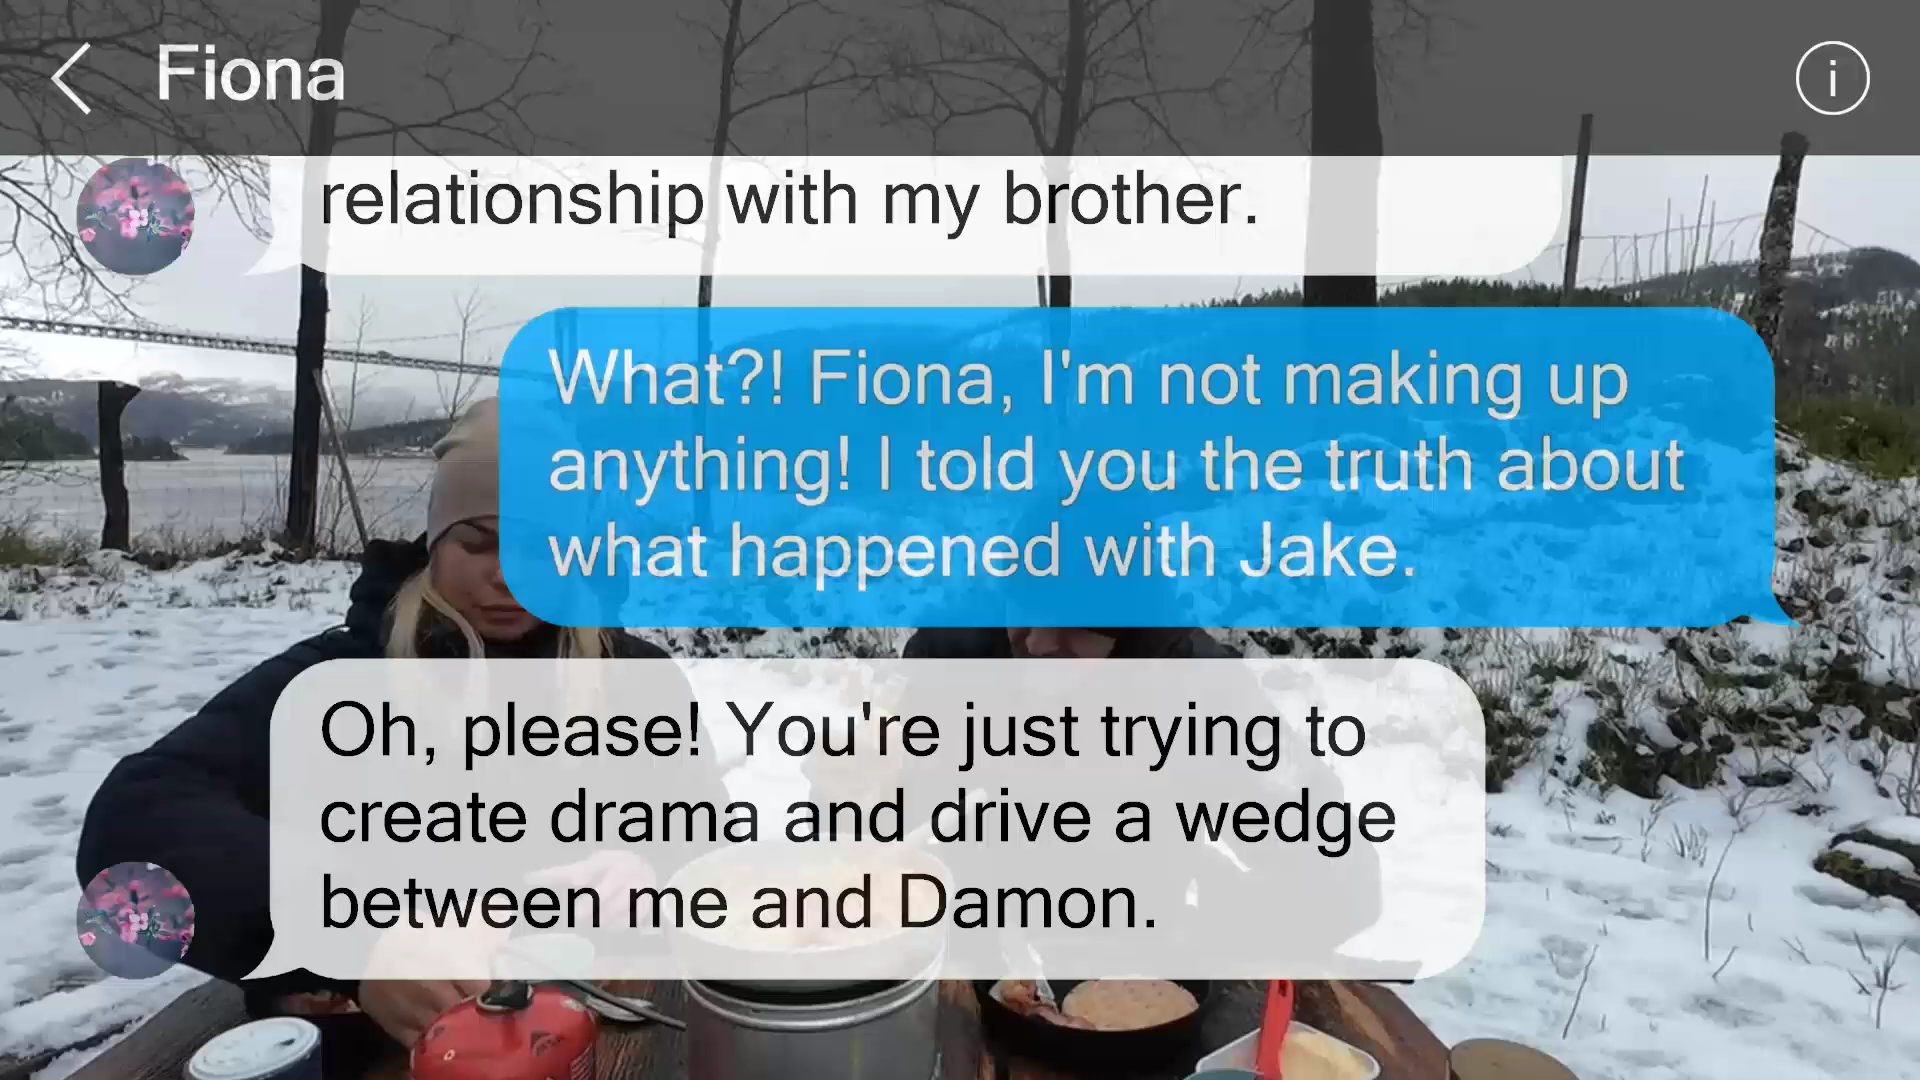 Fiona
relationship with my brother.
What?! Fiona, I'm not making up
anything! I told you the truth about
what happened with Jake.
Oh, please! You're just trying to
create drama and drive a wedge
between me and Damon.